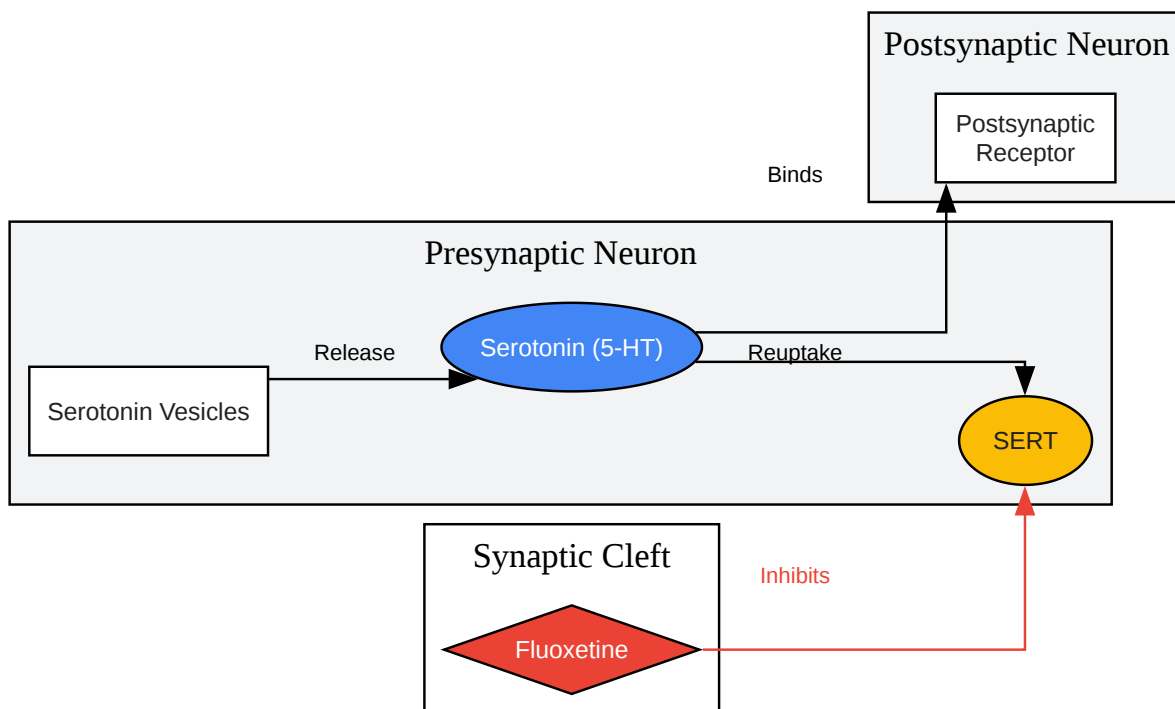 Postsynaptic Neuron
Postsynaptic
Receptor
Binds
Presynaptic Neuron
Release
Serotonin (5-HT)
Reuptake
Serotonin Vesicles
SERT
Synaptic Cleft
Inhibits
Fluoxetine